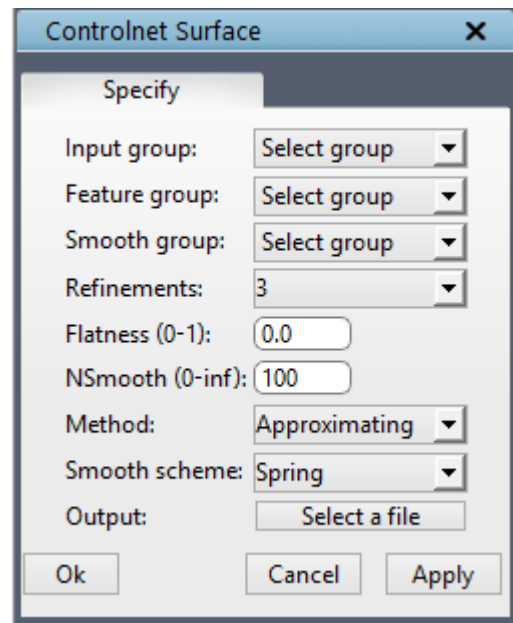 Controlnet Surface
Specify
Input group: Select group
Feature group: Select group
Smooth group: Select group
Refinements: 3
Flatness (0-1): 0.0
NSmooth (0-inf): 100
Method: Approximating
Smooth scheme: Spring
Output: Select a file
Ok Cancel Apply